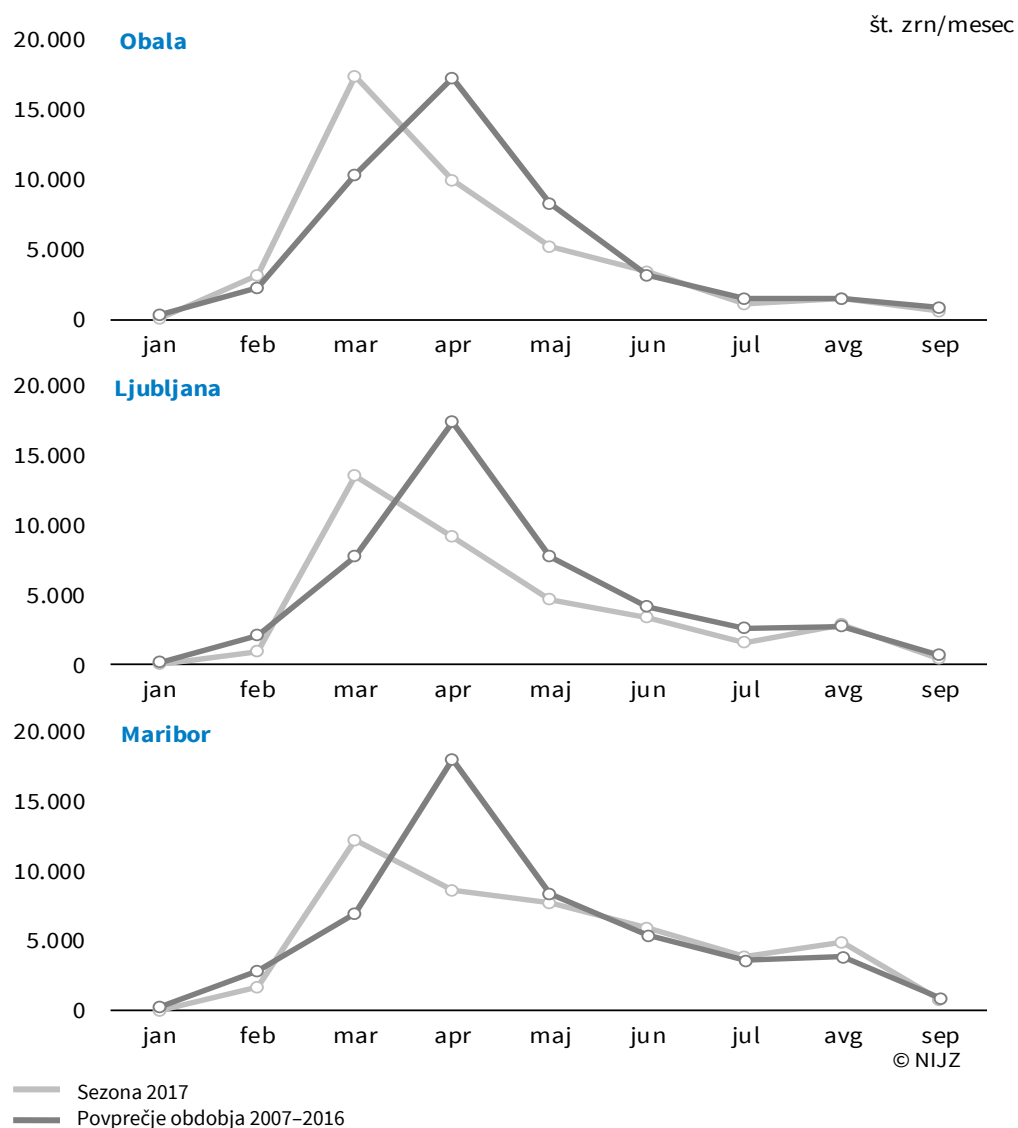 št. zrn/mesec
Obala
20.000
15.000
10.000
5.000
0
jan feb mar apr maj jun jul avg sep
Ljubljana
20.000
15.000
10.000
5.000
0
jan feb mar apr maj jun jul avg sep
Maribor
20.000
15.000
10.000
5.000
0
jan feb mar apr maj jun jul avg sep
© NIJZ
Sezona 2017
Povprečje obdobja 2007–2016